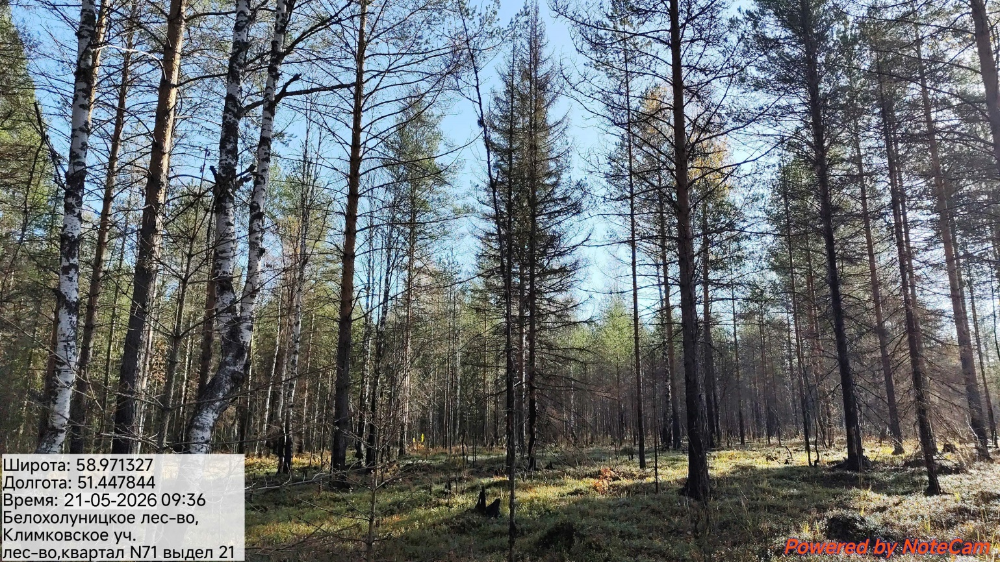 Широта: 58.971327
Долгота: 51.447844
Время: 21-05-2026 09:36
Белохолуницкое лес-во,
Климковское уч.
лес-во,квартал N71 выдел 21
Powered by NoteCam